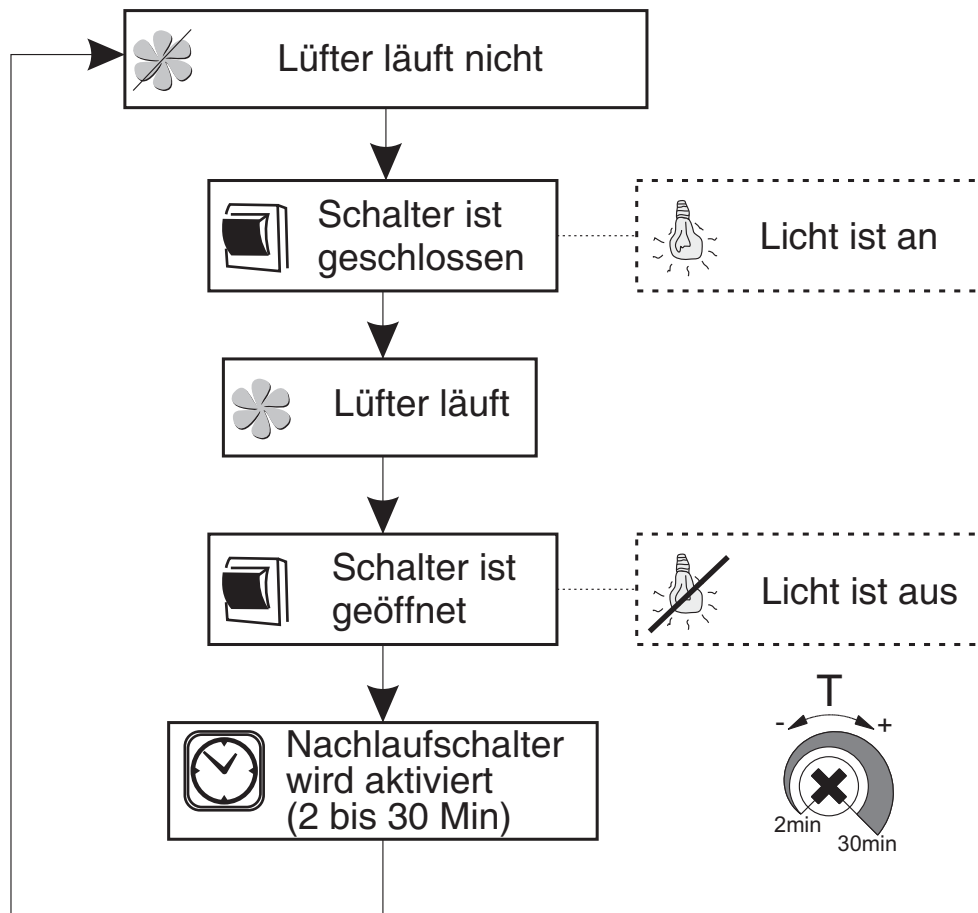 Lüfter läuft nicht
Schalter ist
geschlossen
Licht ist an
Lüfter läuft
Schalter ist
geöffnet
Licht ist aus
Nachlaufschalter
wird aktiviert
(2 bis 30 Min)
T
- +
2min
30min